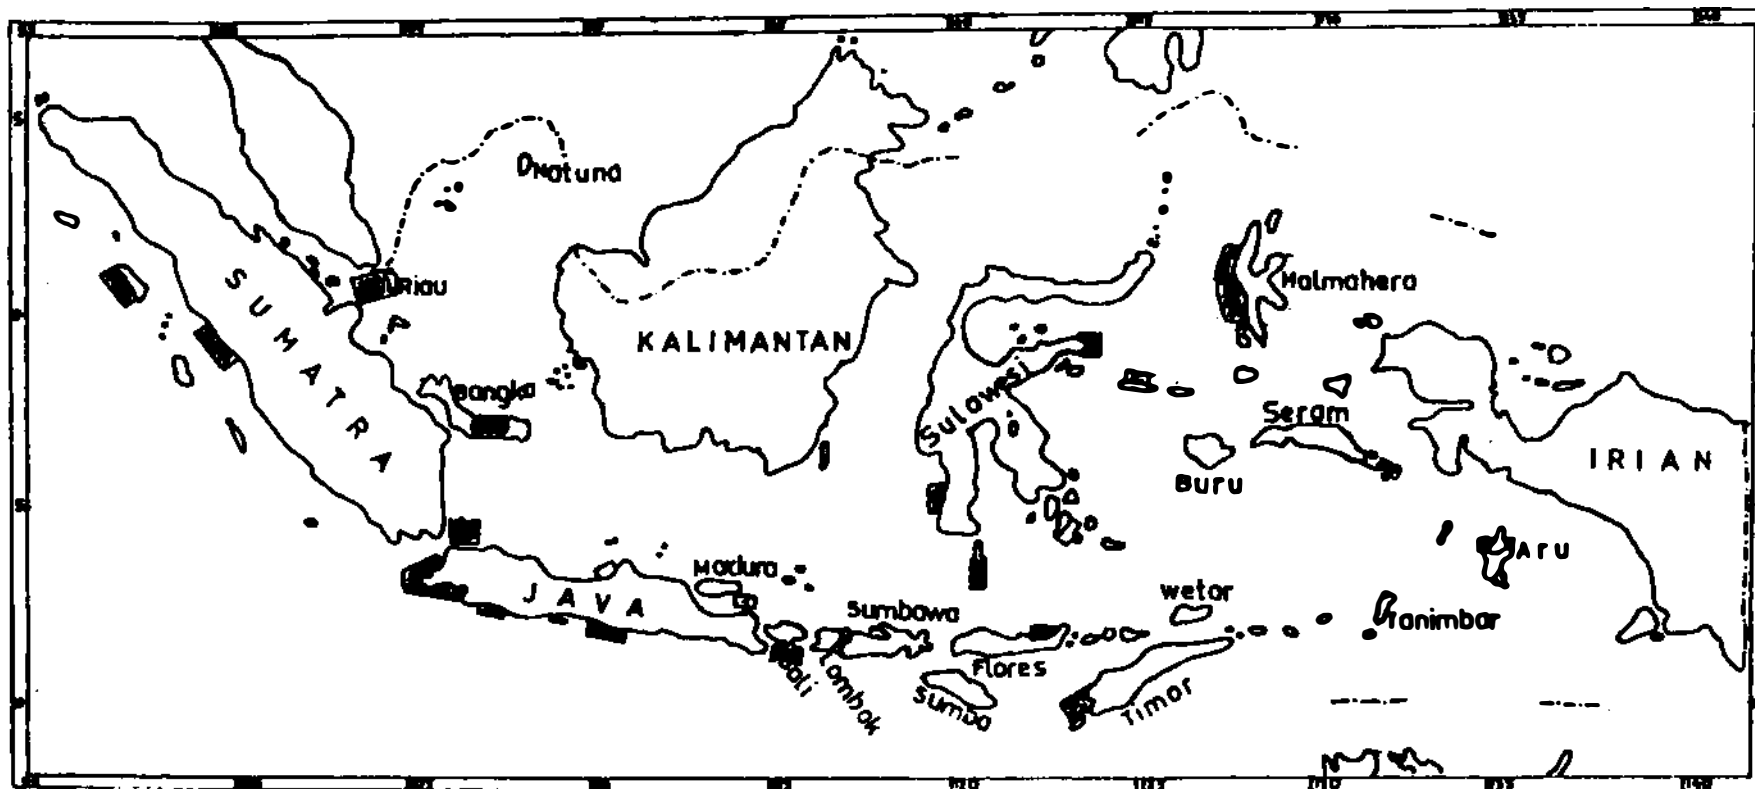 Natuna
Riau
SUMATRA
KALIMANTAN
Halmahera
Bangka
Sulawesi
Seram
Buru
IRIAN
Aru
Madura
JAVA
Sumbawa
Wetar
Tanimbar
Flores
Bali
Lombok
Sumba
Timor